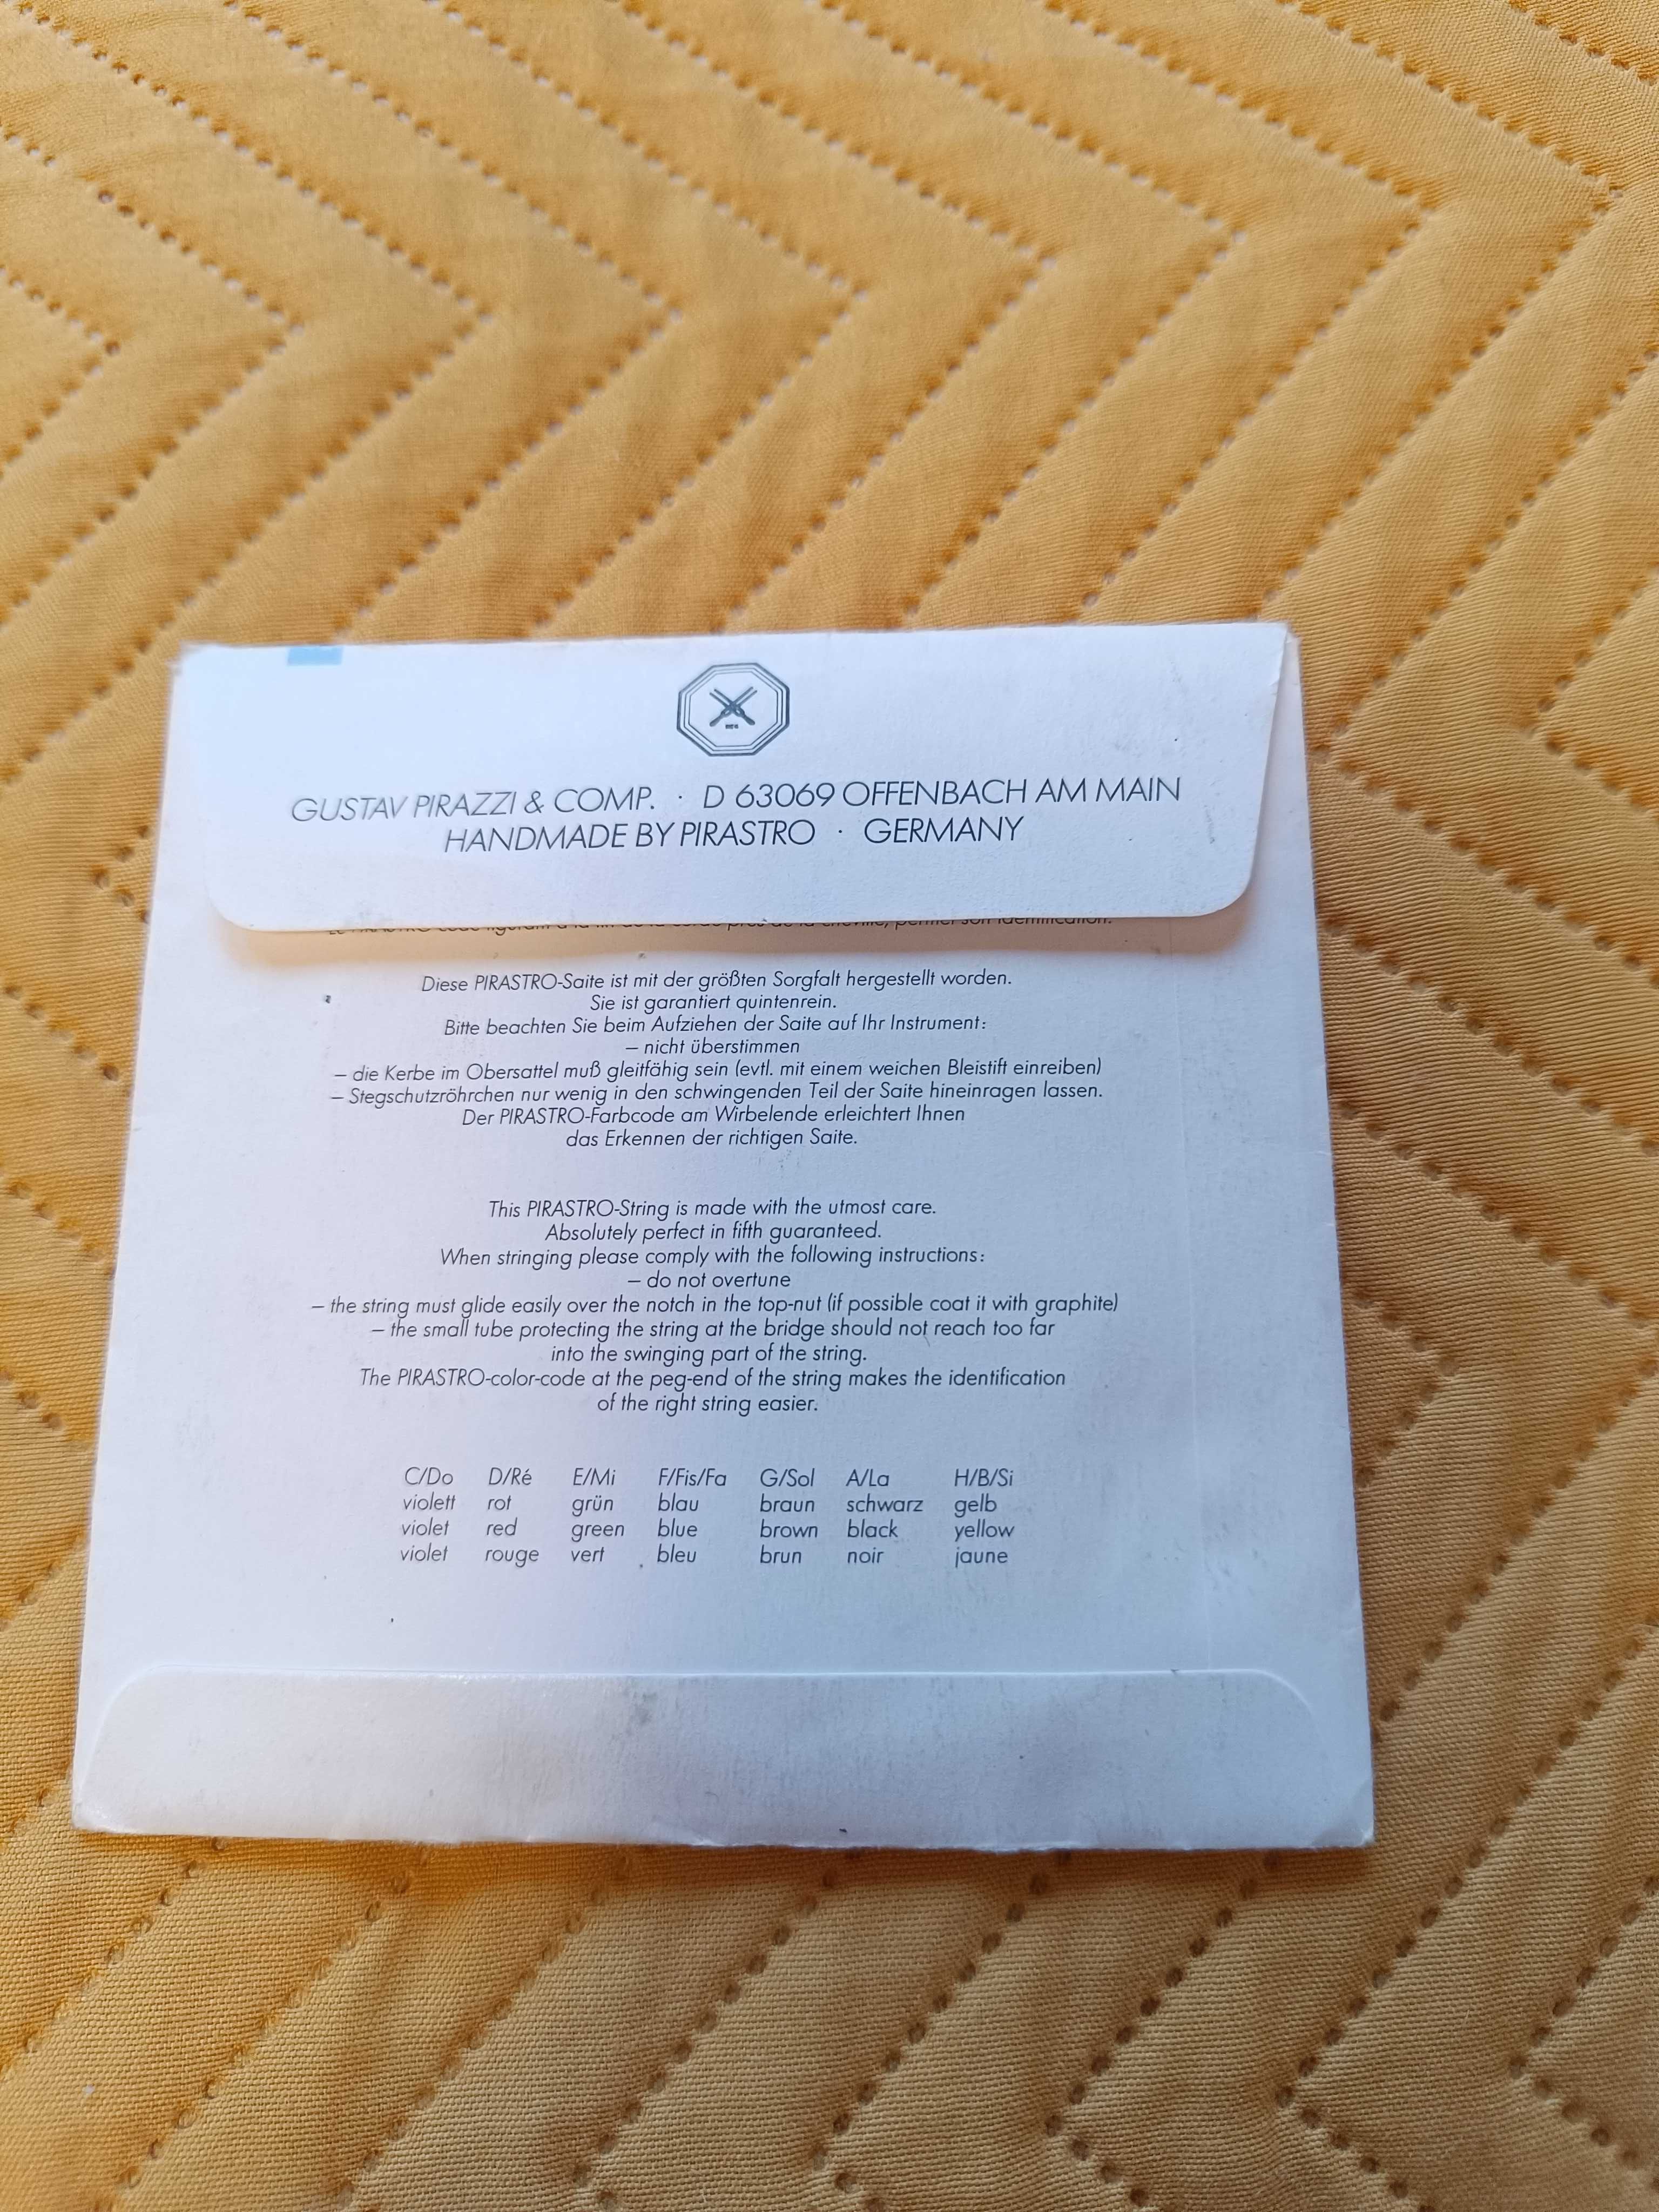 GUSTAV PIRAZZI & COMP. · D 63069 OFFENBACH AM MAIN
HANDMADE BY PIRASTRO · GERMANY
Diese PIRASTRO-Saite ist mit der größten Sorgfalt hergestellt worden.
Sie ist garantiert quintenrein.
Bitte beachten Sie beim Aufziehen der Saite auf Ihr Instrument:
– nicht überstimmen
– die Kerbe im Obersattel muß gleitfähig sein (evtl. mit einem weichen Bleistift einreiben)
– Stegschutzröhrchen nur wenig in den schwingenden Teil der Saite hineinragen lassen.
Der PIRASTRO-Farbcode am Wirbelende erleichtert Ihnen
das Erkennen der richtigen Saite.
This PIRASTRO-String is made with the utmost care.
Absolutely perfect in fifth guaranteed.
When stringing please comply with the following instructions:
– do not overtune
– the string must glide easily over the notch in the top-nut (if possible coat it with graphite)
– the small tube protecting the string at the bridge should not reach too far
into the swinging part of the string.
The PIRASTRO-color-code at the peg-end of the string makes the identification
of the right string easier.
C/Do D/Ré E/Mi F/Fis/Fa G/Sol A/La H/B/Si
violett rot grün blau braun schwarz gelb
violet red green blue brown black yellow
violet rouge vert bleu brun noir jaune